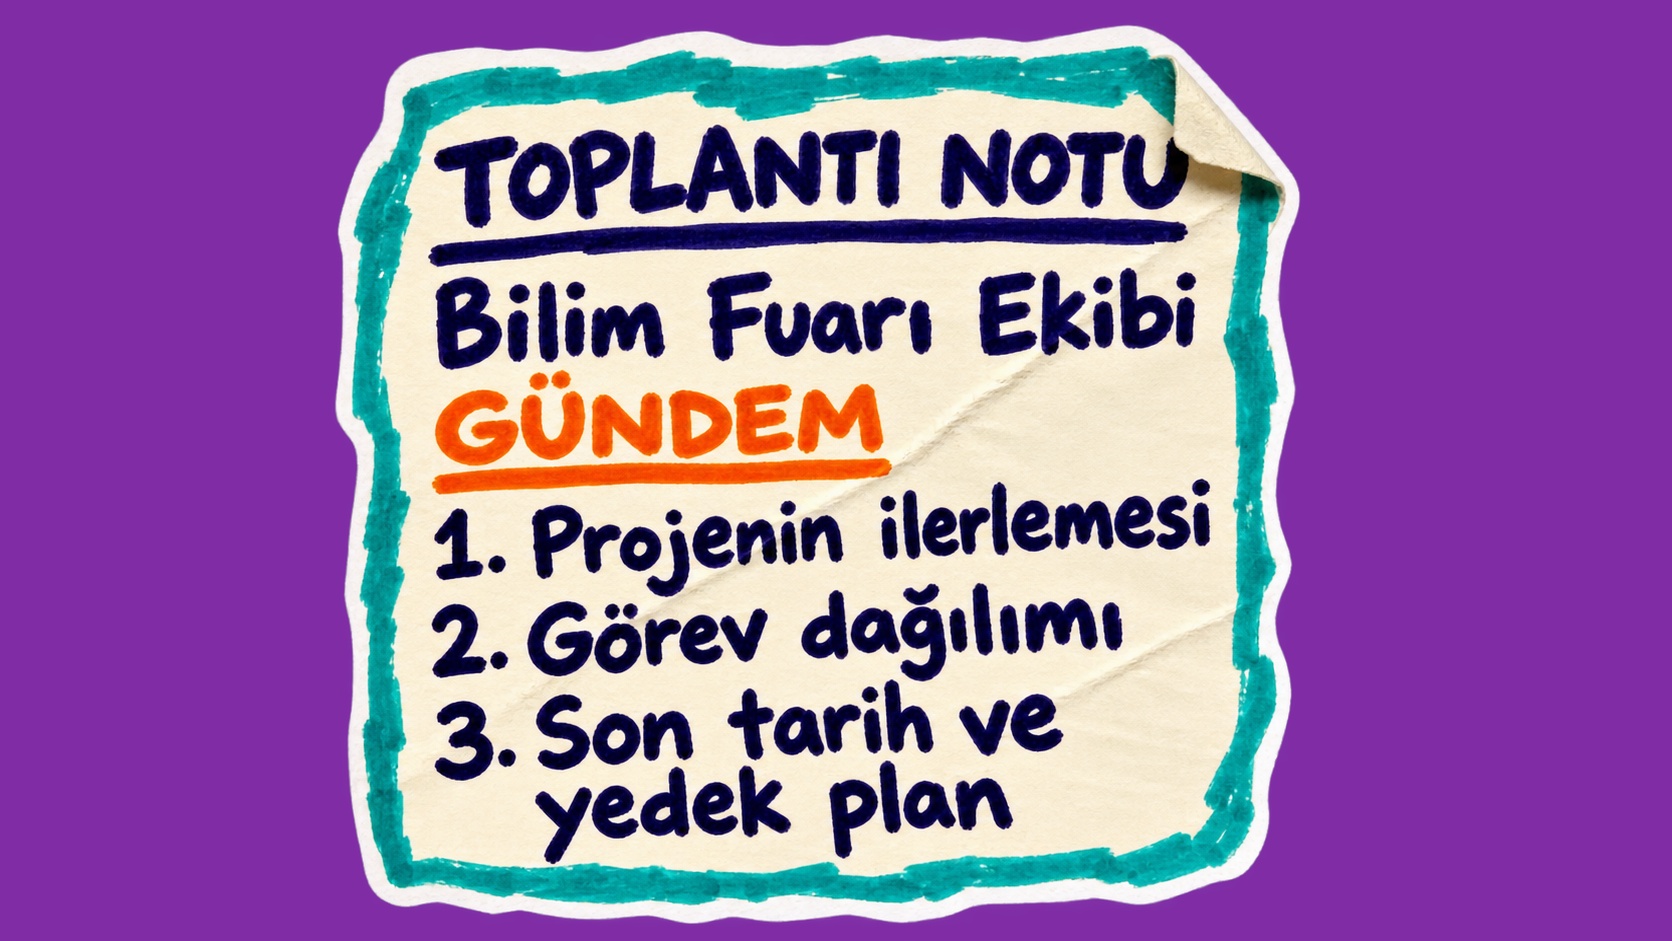 TOPLANTI NOTU
Bilim Fuarı Ekibi
GÜNDEM
1. Projenin ilerlemesi
2. Görev dağılımı
3. Son tarih ve
yedek plan